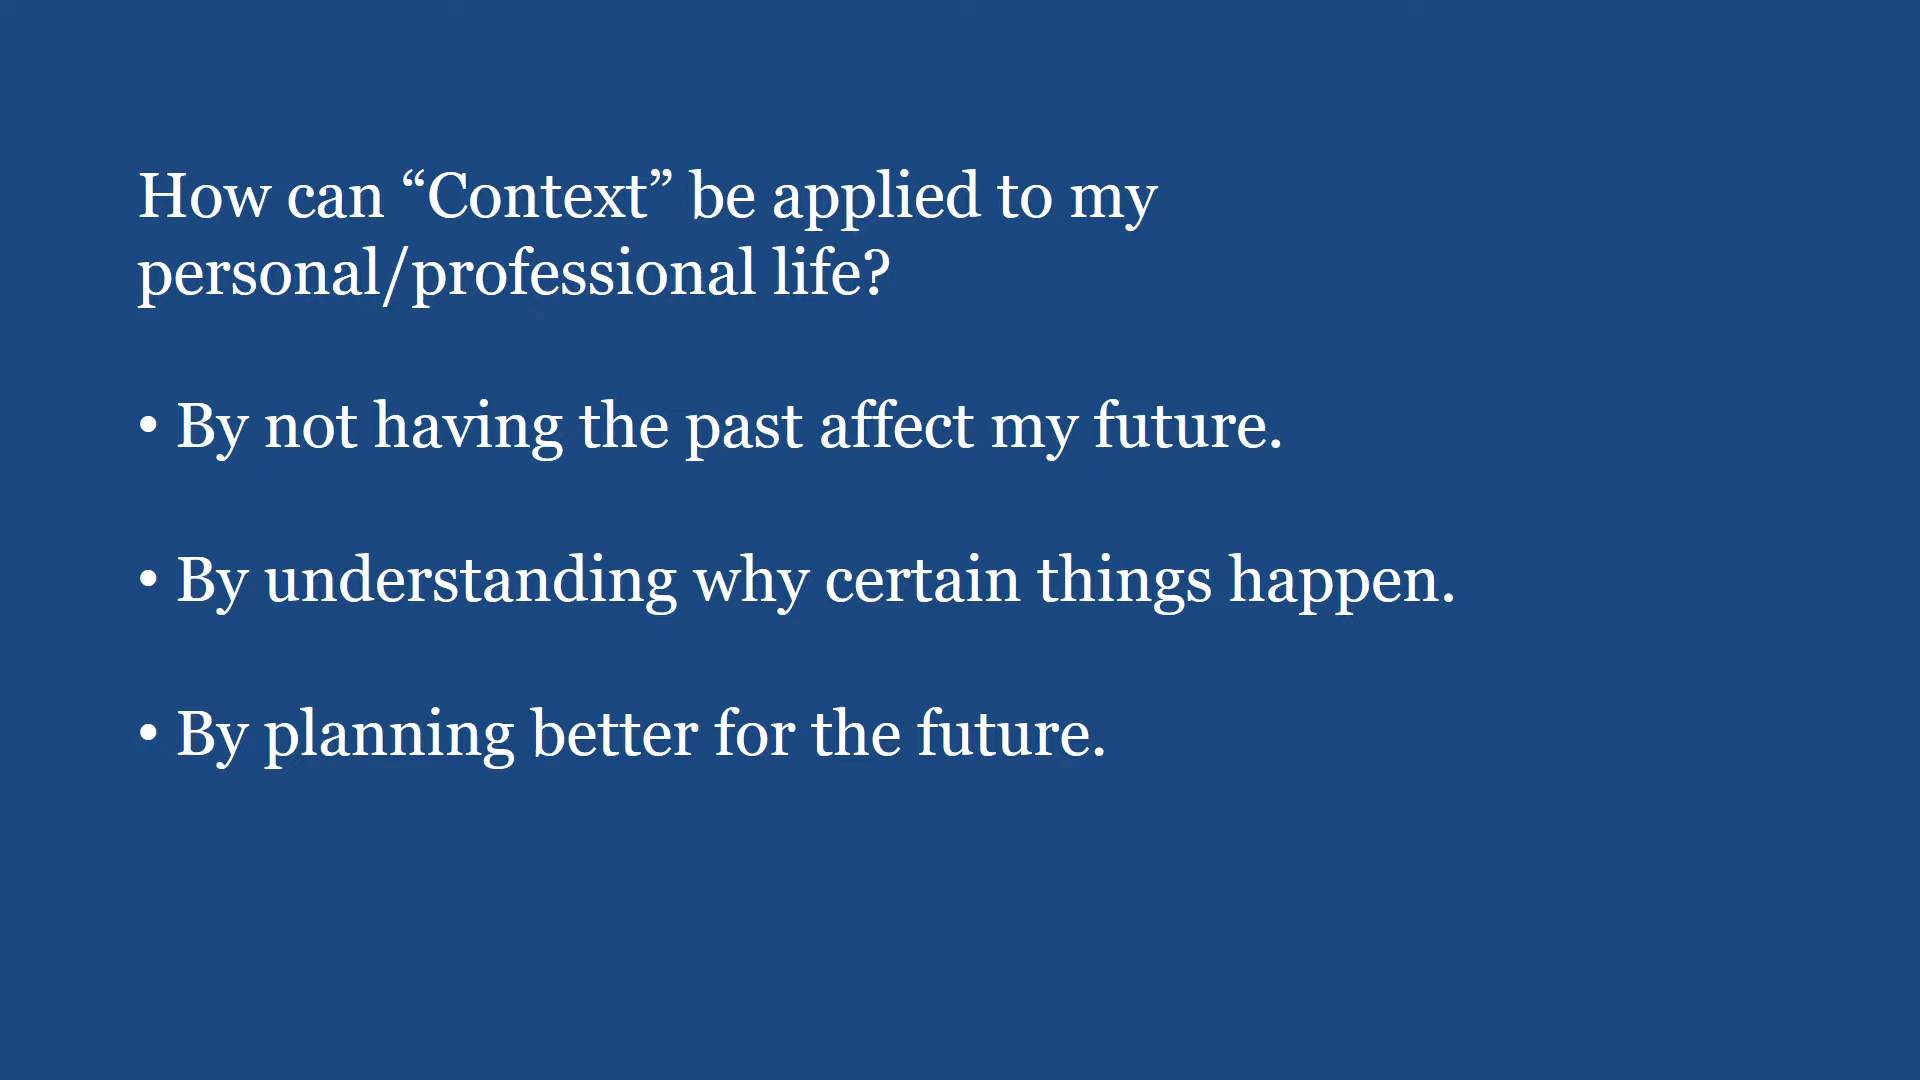 How can “Context” be applied to my
personal/professional life?
• By not having the past affect my future.
• By understanding why certain things happen.
• By planning better for the future.